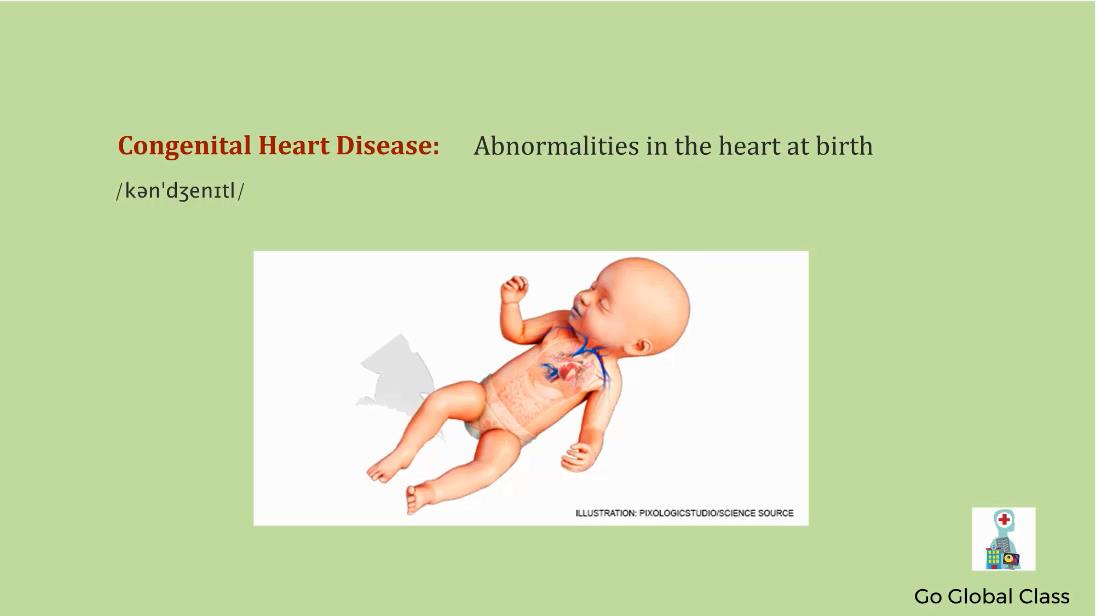 Congenital Heart Disease: Abnormalities in the heart at birth
/kənˈdʒenɪtl/
ILLUSTRATION: PIXOLOGICSTUDIO/SCIENCE SOURCE
Go Global Class